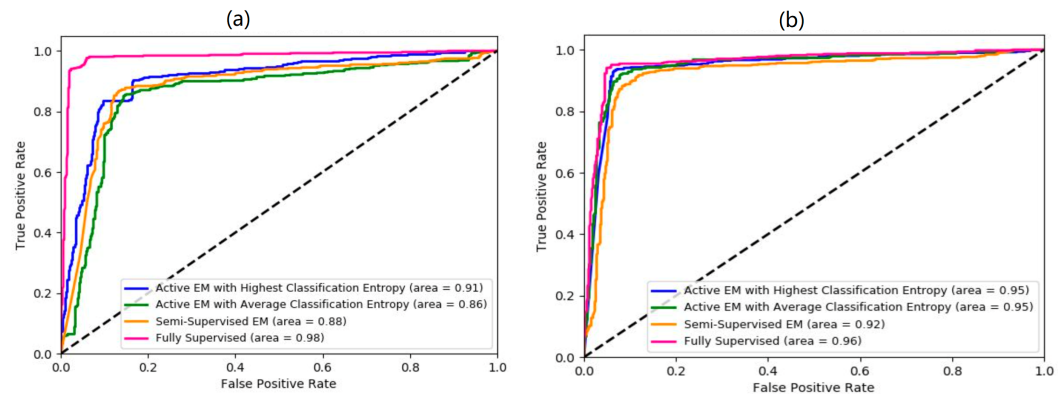 (a)
1.0
0.8
0.6
0.4
0.2
0.0
True Positive Rate
Active EM with Highest Classification Entropy (area = 0.91)
Active EM with Average Classification Entropy (area = 0.86)
Semi-Supervised EM (area = 0.88)
Fully Supervised (area = 0.98)
0.0 0.2 0.4 0.6 0.8 1.0
False Positive Rate
(b)
1.0
0.8
0.6
0.4
0.2
0.0
True Positive Rate
Active EM with Highest Classification Entropy (area = 0.95)
Active EM with Average Classification Entropy (area = 0.95)
Semi-Supervised EM (area = 0.92)
Fully Supervised (area = 0.96)
0.0 0.2 0.4 0.6 0.8 1.0
False Positive Rate